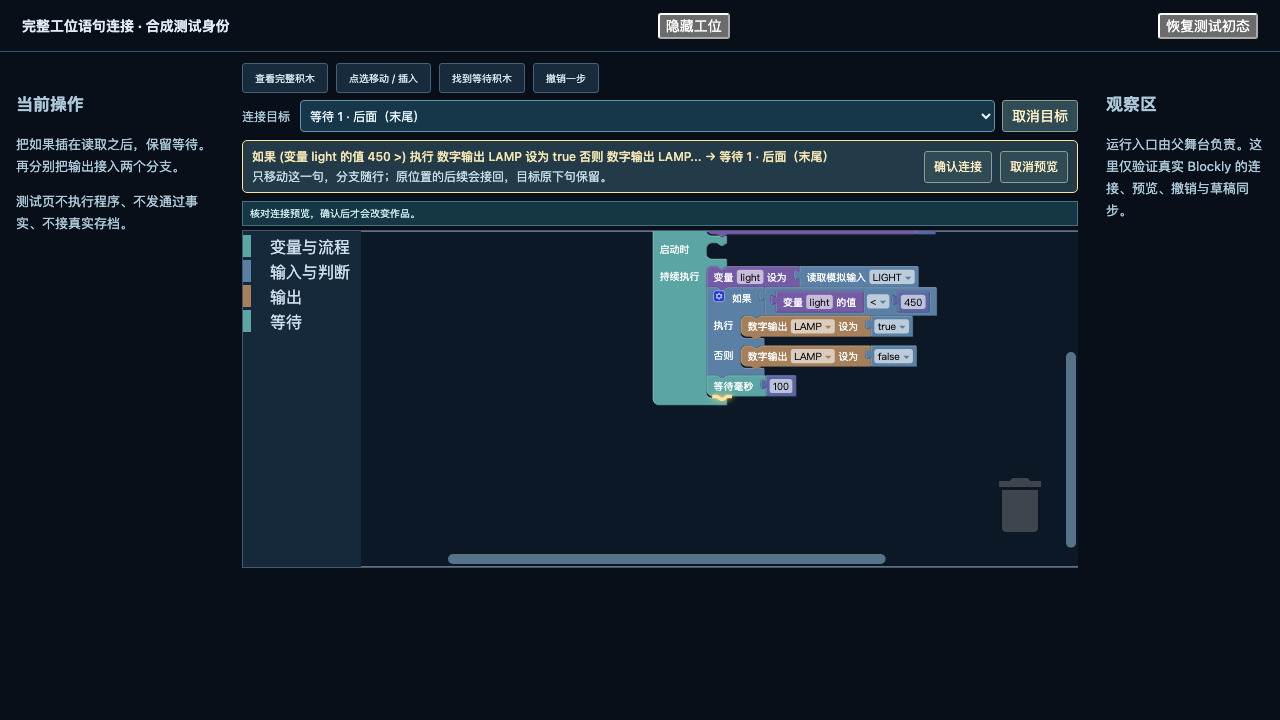 完整工位语句连接 · 合成测试身份
隐藏工位
恢复测试初态
当前操作
把如果插在读取之后，保留等待。
再分别把输出接入两个分支。
测试页不执行程序、不发通过事
实、不接真实存档。
查看完整积木
点选移动 / 插入
找到等待积木
撤销一步
连接目标
等待 1 · 后面（末尾）
取消目标
如果 (变量 light 的值 450 >) 执行 数字输出 LAMP 设为 true 否则 数字输出 LAMP… → 等待 1 · 后面（末尾）
只移动这一句，分支随行；原位置的后续会接回，目标原下句保留。
确认连接
取消预览
核对连接预览，确认后才会改变作品。
变量与流程
输入与判断
输出
等待
启动时
持续执行
变量 light 设为 读取模拟输入 LIGHT
如果 变量 light 的值 < 450
执行 数字输出 LAMP 设为 true
否则 数字输出 LAMP 设为 false
等待毫秒 100
观察区
运行入口由父舞台负责。这
里仅验证真实 Blockly 的连
接、预览、撤销与草稿同
步。